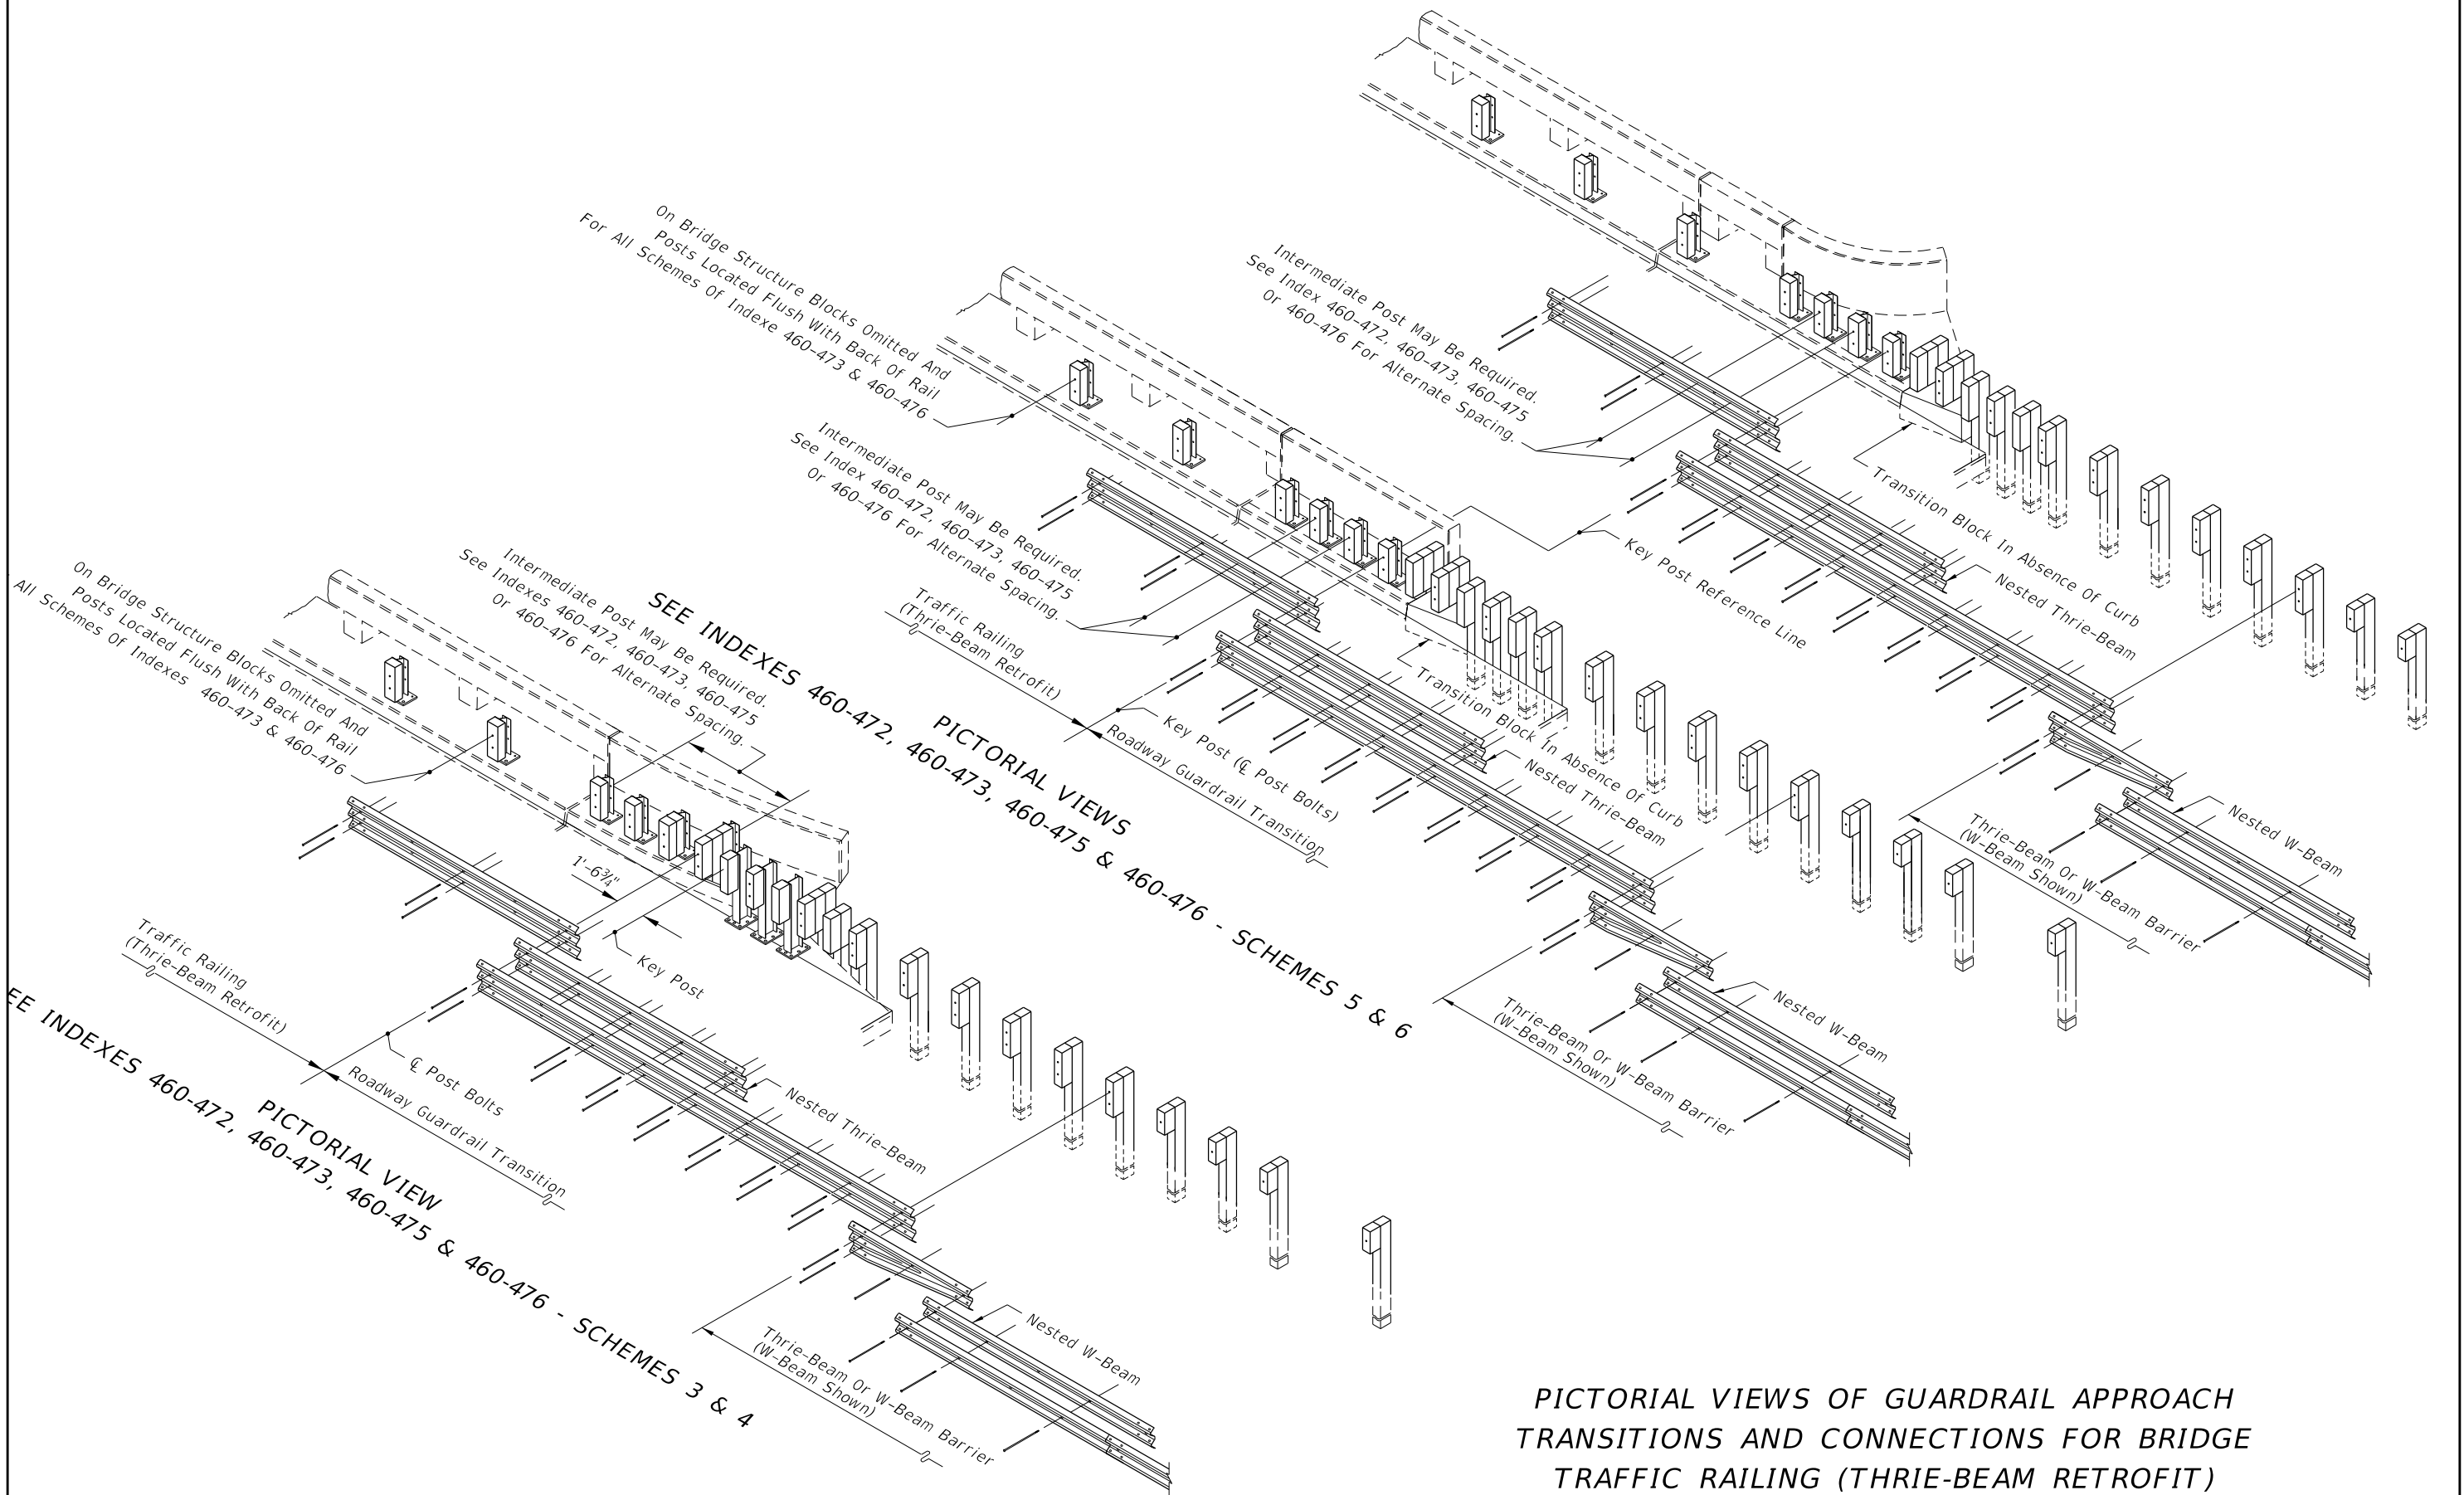 On Bridge Structure Blocks Omitted And
Posts Located Flush With Back Of Rail
For All Schemes Of Indexe 460-473 & 460-476
Intermediate Post May Be Required.
See Index 460-472, 460-473, 460-475
Or 460-476 For Alternate Spacing.
Transition Block In Absence Of Curb
Nested Thrie-Beam
Key Post Reference Line
Nested W-Beam
Thrie-Beam Or W-Beam Barrier
(W-Beam Shown)
Intermediate Post May Be Required.
See Index 460-472, 460-473, 460-475
Or 460-476 For Alternate Spacing.
Traffic Railing
(Thrie-Beam Retrofit)
Key Post (℄ Post Bolts)
Roadway Guardrail Transition
Transition Block In Absence Of Curb
Nested Thrie-Beam
Nested W-Beam
Thrie-Beam Or W-Beam Barrier
(W-Beam Shown)
PICTORIAL VIEWS
SEE INDEXES 460-472, 460-473, 460-475 & 460-476 - SCHEMES 5 & 6
On Bridge Structure Blocks Omitted And
Posts Located Flush With Back Of Rail
All Schemes Of Indexes 460-473 & 460-476
Intermediate Post May Be Required.
See Indexes 460-472, 460-473, 460-475
Or 460-476 For Alternate Spacing.
1'-6¾"
Key Post
Traffic Railing
(Thrie-Beam Retrofit)
℄ Post Bolts
Roadway Guardrail Transition
Nested Thrie-Beam
Nested W-Beam
Thrie-Beam Or W-Beam Barrier
(W-Beam Shown)
PICTORIAL VIEW
EE INDEXES 460-472, 460-473, 460-475 & 460-476 - SCHEMES 3 & 4
PICTORIAL VIEWS OF GUARDRAIL APPROACH
TRANSITIONS AND CONNECTIONS FOR BRIDGE
TRAFFIC RAILING (THRIE-BEAM RETROFIT)